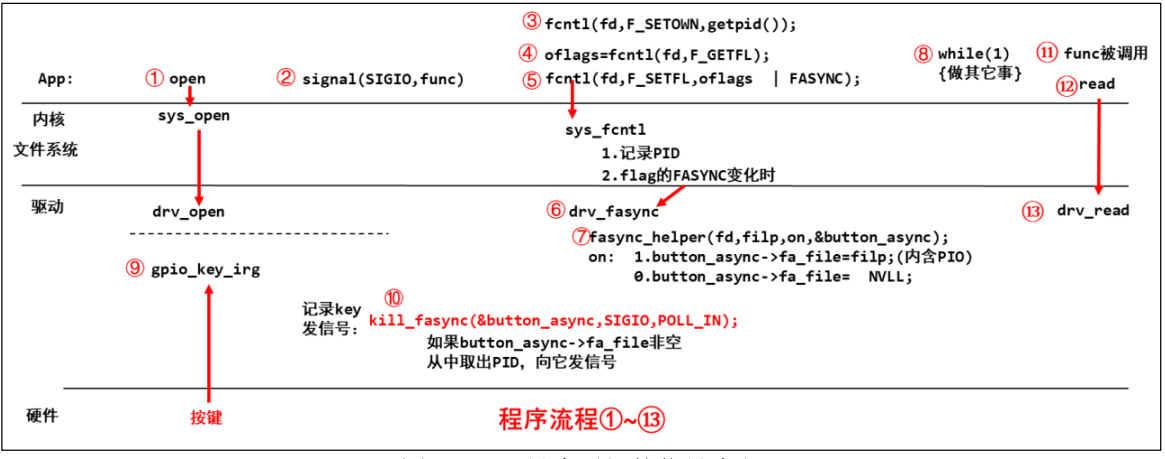 ③ fcntl(fd,F_SETOWN,getpid());
④ oflags=fcntl(fd,F_GETFL);
⑧ while(1)
⑪ func被调用
App:
① open
② signal(SIGIO,func)
⑤ fcntl(fd,F_SETFL,oflags | FASYNC);
{做其它事}
⑫ read
内核
sys_open
sys_fcntl
文件系统
1.记录PID
2.flag的FASYNC变化时
驱动
drv_open
⑥ drv_fasync
⑬ drv_read
⑦ fasync_helper(fd,filp,on,&button_async);
on: 1.button_async->fa_file=filp;(内含PIO)
0.button_async->fa_file= NVLL;
⑨ gpio_key_irg
⑩
记录key
发信号:
kill_fasync(&button_async,SIGIO,POLL_IN);
如果button_async->fa_file非空
从中取出PID，向它发信号
硬件
按键
程序流程①~⑬